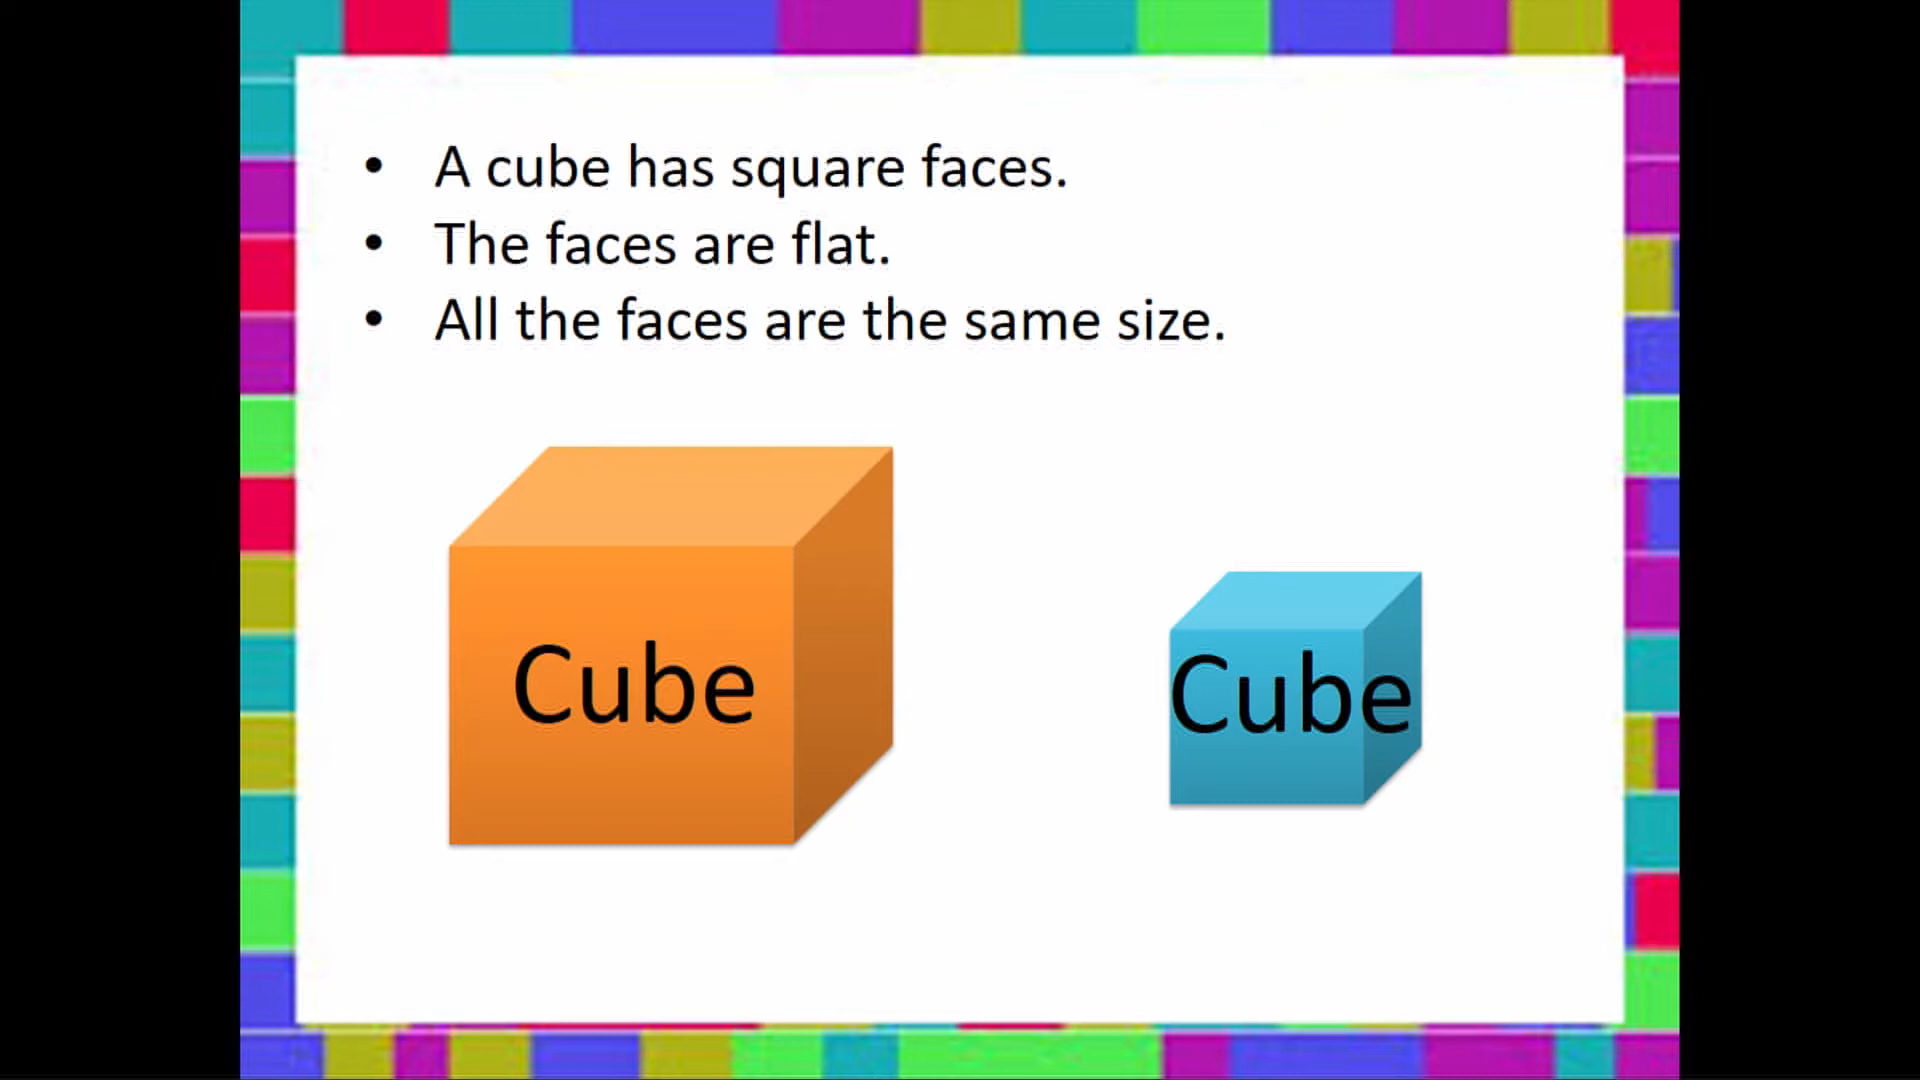 • A cube has square faces.
• The faces are flat.
• All the faces are the same size.
Cube
Cube